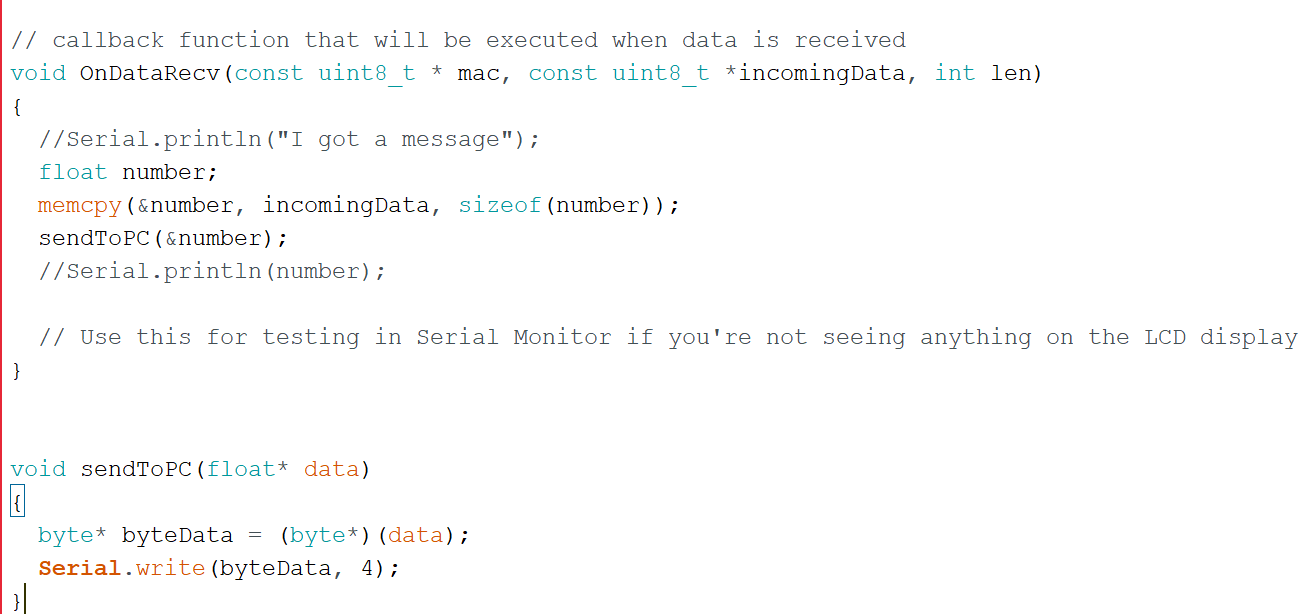 // callback function that will be executed when data is received
void OnDataRecv(const uint8_t * mac, const uint8_t *incomingData, int len)
{
  //Serial.println("I got a message");
  float number;
  memcpy(&number, incomingData, sizeof(number));
  sendToPC(&number);
  //Serial.println(number);
  // Use this for testing in Serial Monitor if you're not seeing anything on the LCD display
}
void sendToPC(float* data)
{
  byte* byteData = (byte*)(data);
  Serial.write(byteData, 4);
}